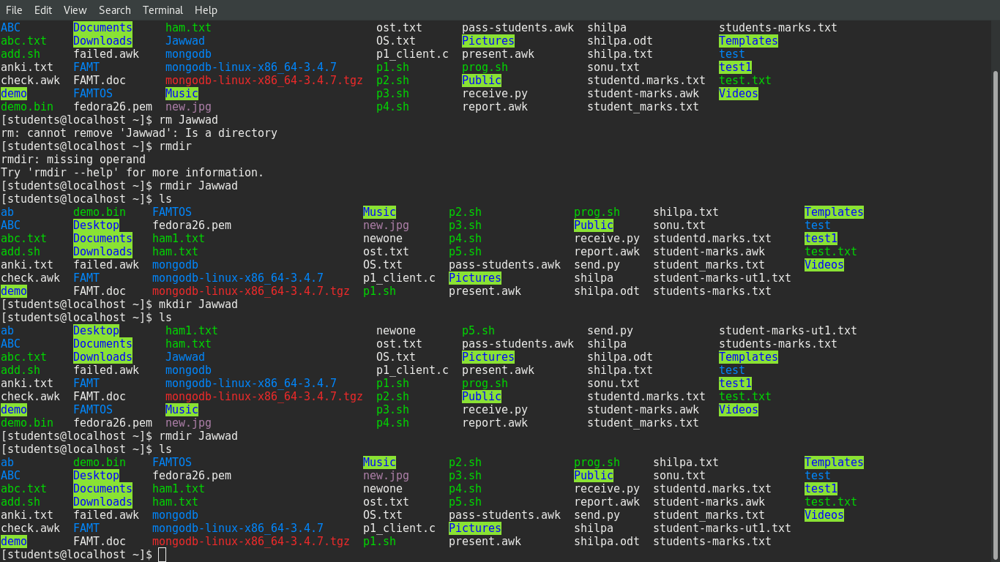 File Edit View Search Terminal Help
ABC Documents ham.txt ost.txt pass-students.awk shilpa students-marks.txt
abc.txt Downloads Jawwad OS.txt Pictures shilpa.odt Templates
add.sh failed.awk mongodb p1_client.c present.awk shilpa.txt test
anki.txt FAMT mongodb-linux-x86_64-3.4.7 p1.sh prog.sh sonu.txt test1
check.awk FAMT.doc mongodb-linux-x86_64-3.4.7.tgz p2.sh Public studentd.marks.txt test.txt
demo FAMTOS Music p3.sh receive.py student-marks.awk Videos
demo.bin fedora26.pem new.jpg p4.sh report.awk student_marks.txt
[students@localhost ~]$ rm Jawwad
rm: cannot remove 'Jawwad': Is a directory
[students@localhost ~]$ rmdir
rmdir: missing operand
Try 'rmdir --help' for more information.
[students@localhost ~]$ rmdir Jawwad
[students@localhost ~]$ ls
ab demo.bin FAMTOS Music p2.sh prog.sh shilpa.txt Templates
ABC Desktop fedora26.pem new.jpg p3.sh Public sonu.txt test
abc.txt Documents ham1.txt newone p4.sh receive.py studentd.marks.txt test1
add.sh Downloads ham.txt ost.txt p5.sh report.awk student-marks.awk test.txt
anki.txt failed.awk mongodb OS.txt pass-students.awk send.py student_marks.txt Videos
check.awk FAMT mongodb-linux-x86_64-3.4.7 p1_client.c Pictures shilpa student-marks-ut1.txt
demo FAMT.doc mongodb-linux-x86_64-3.4.7.tgz p1.sh present.awk shilpa.odt students-marks.txt
[students@localhost ~]$ mkdir Jawwad
[students@localhost ~]$ ls
ab Desktop ham1.txt newone p5.sh send.py student-marks-ut1.txt
ABC Documents ham.txt ost.txt pass-students.awk shilpa students-marks.txt
abc.txt Downloads Jawwad OS.txt Pictures shilpa.odt Templates
add.sh failed.awk mongodb p1_client.c present.awk shilpa.txt test
anki.txt FAMT mongodb-linux-x86_64-3.4.7 p1.sh prog.sh sonu.txt test1
check.awk FAMT.doc mongodb-linux-x86_64-3.4.7.tgz p2.sh Public studentd.marks.txt test.txt
demo FAMTOS Music p3.sh receive.py student-marks.awk Videos
demo.bin fedora26.pem new.jpg p4.sh report.awk student_marks.txt
[students@localhost ~]$ rmdir Jawwad
[students@localhost ~]$ ls
ab demo.bin FAMTOS Music p2.sh prog.sh shilpa.txt Templates
ABC Desktop fedora26.pem new.jpg p3.sh Public sonu.txt test
abc.txt Documents ham1.txt newone p4.sh receive.py studentd.marks.txt test1
add.sh Downloads ham.txt ost.txt p5.sh report.awk student-marks.awk test.txt
anki.txt failed.awk mongodb OS.txt pass-students.awk send.py student_marks.txt Videos
check.awk FAMT mongodb-linux-x86_64-3.4.7 p1_client.c Pictures shilpa student-marks-ut1.txt
demo FAMT.doc mongodb-linux-x86_64-3.4.7.tgz p1.sh present.awk shilpa.odt students-marks.txt
[students@localhost ~]$